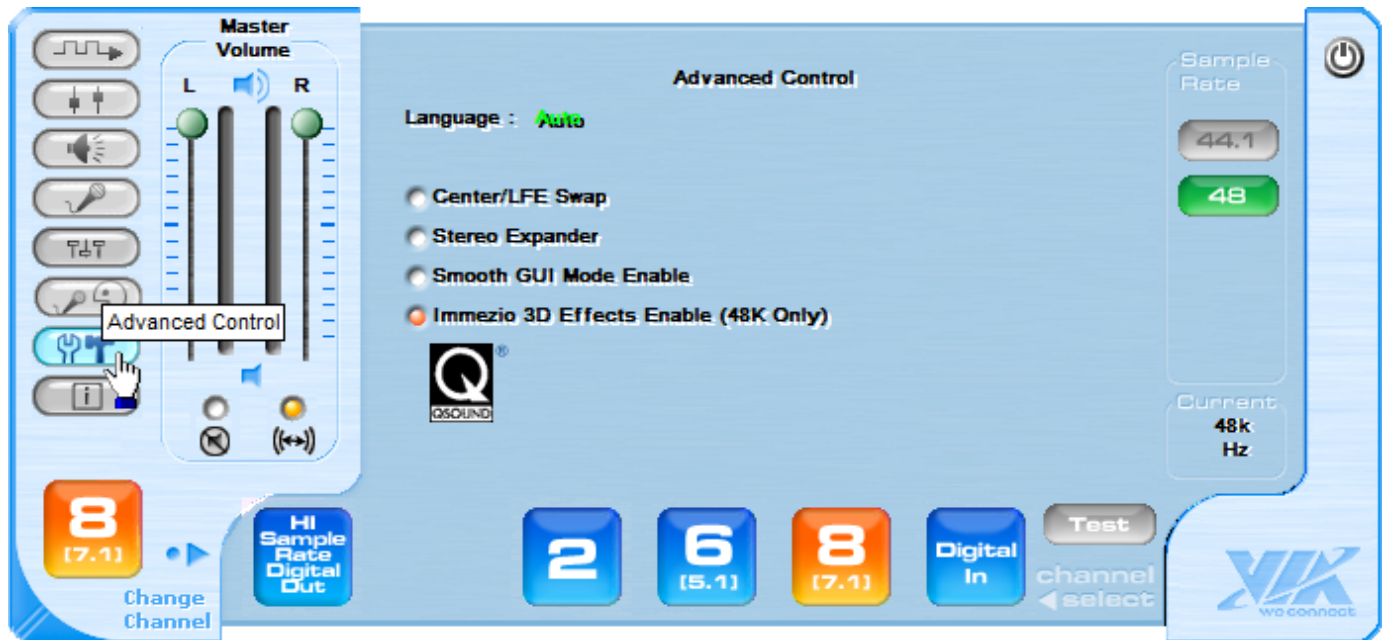 Master
Volume
L
R
Advanced Control
Advanced Control
Language : Auto
Center/LFE Swap
Stereo Expander
Smooth GUI Mode Enable
Immezio 3D Effects Enable (48K Only)
Q ®
QSOUND
Sample
Rate
44.1
48
Current
48k
Hz
i
8
[7.1]
Change
Channel
HI
Sample
Rate
Digital
Out
2
6
[5.1]
8
[7.1]
Digital
In
Test
channel
select
VIA
we connect